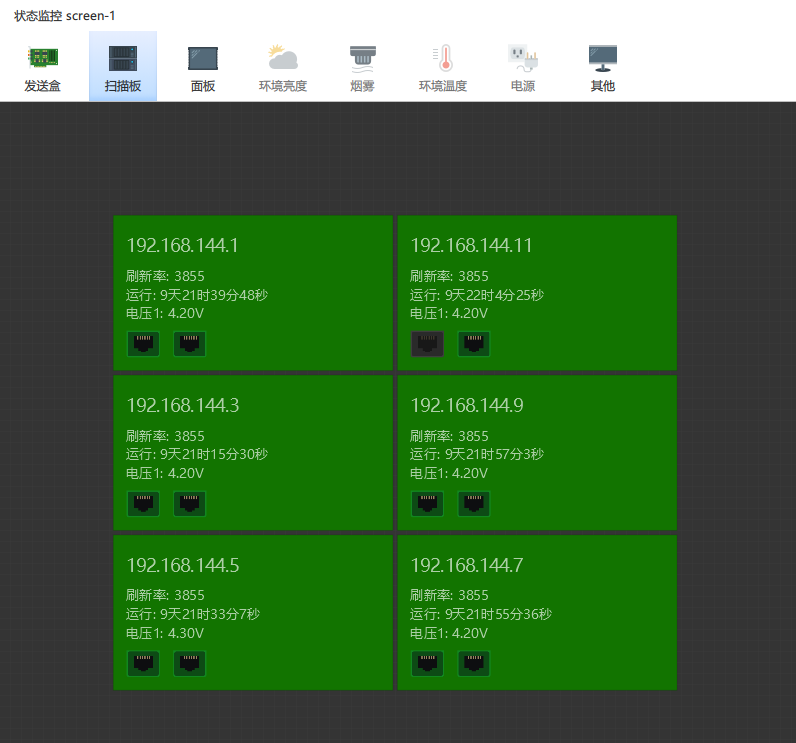 状态监控 screen-1
发送盒 扫描板 面板 环境亮度 烟雾 环境温度 电源 其他
192.168.144.1
刷新率: 3855
运行: 9天21时39分48秒
电压1: 4.20V
192.168.144.11
刷新率: 3855
运行: 9天22时4分25秒
电压1: 4.20V
192.168.144.3
刷新率: 3855
运行: 9天21时15分30秒
电压1: 4.20V
192.168.144.9
刷新率: 3855
运行: 9天21时57分3秒
电压1: 4.20V
192.168.144.5
刷新率: 3855
运行: 9天21时33分7秒
电压1: 4.30V
192.168.144.7
刷新率: 3855
运行: 9天21时55分36秒
电压1: 4.20V